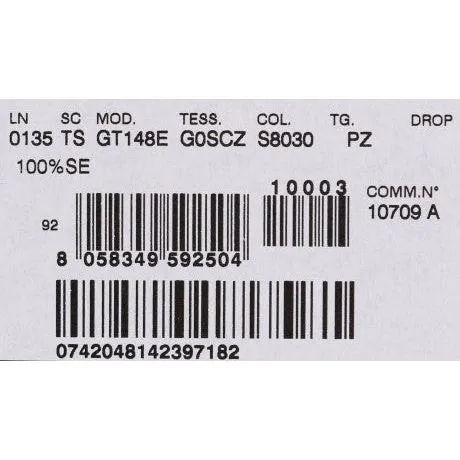 LN SC MOD. TESS. COL. TG. DROP
0135 TS GT148E G0SCZ S8030 PZ
100%SE
10003
COMM.N°
10709 A
92
8 058349 592504
0742048142397182